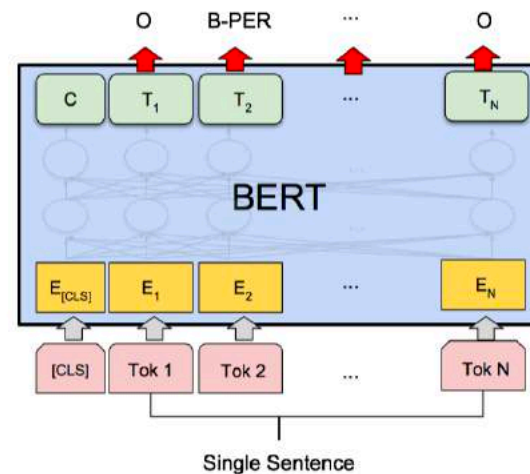 O B-PER ... O
C T1 T2 ... TN
BERT
E[CLS] E1 E2 ... EN
[CLS] Tok 1 Tok 2 ... Tok N
Single Sentence